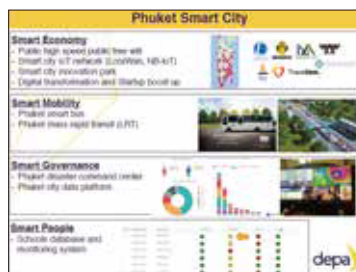 Phuket Smart City
Smart Economy
- Public high speed public free wifi
- Smart city IoT network (LoraWan, NB-IoT)
- Smart city innovation park
- Digital transformation and Startup boost up
Smart Mobility
- Phuket smart bus
- Phuket mass rapid transit (LRT)
Smart Governance
- Phuket disaster command center
- Phuket city data platform
Smart People
- Schools database and
monitoring system
depa